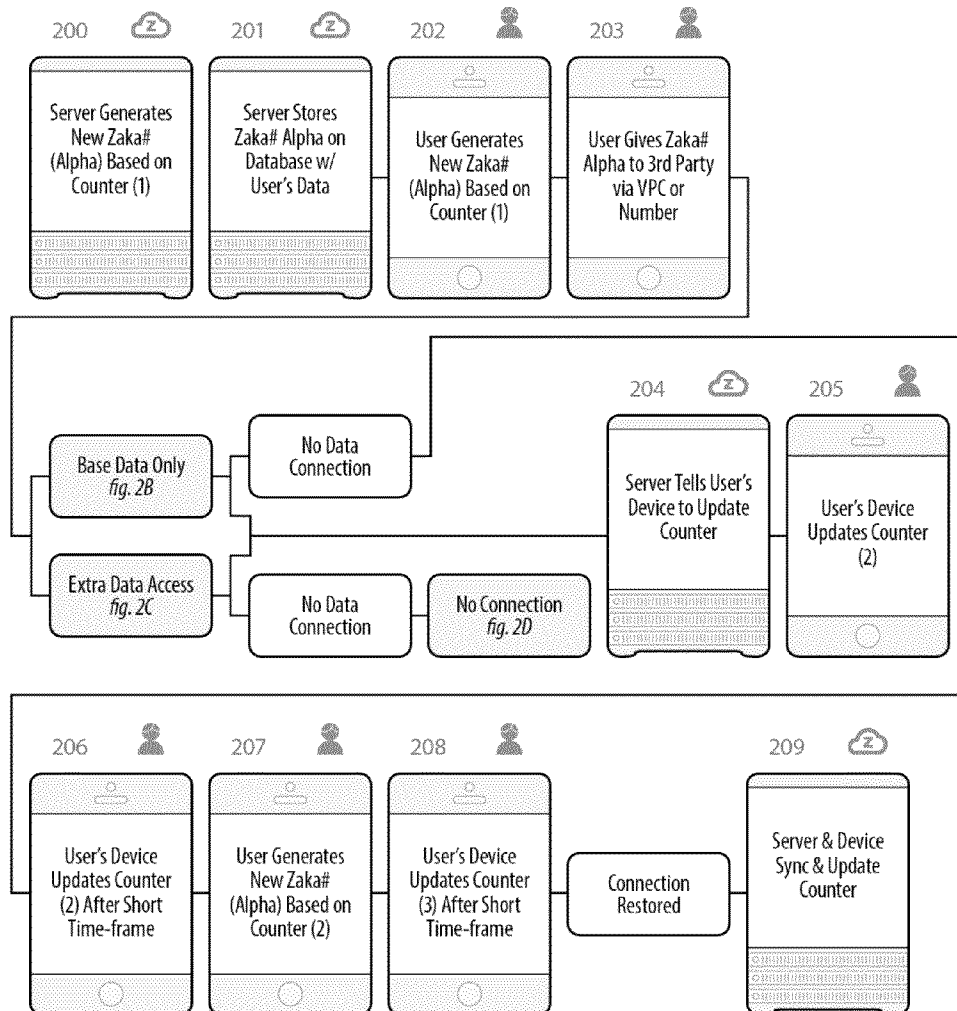 200 Z 201 Z 202 203
Server Generates
New Zaka#
(Alpha) Based on
Counter (1)
Server Stores
Zaka# Alpha on
Database w/
User's Data
User Generates
New Zaka#
(Alpha) Based on
Counter (1)
User Gives Zaka#
Alpha to 3rd Party
via VPC or
Number
Base Data Only
fig. 2B
No Data
Connection
Extra Data Access
fig. 2C
No Data
Connection
No Connection
fig. 2D
204 Z 205
Server Tells User's
Device to Update
Counter
User's Device
Updates Counter
(2)
206 207 208 209 Z
User's Device
Updates Counter
(2) After Short
Time-frame
User Generates
New Zaka#
(Alpha) Based on
Counter (2)
User's Device
Updates Counter
(3) After Short
Time-frame
Connection
Restored
Server & Device
Sync & Update
Counter